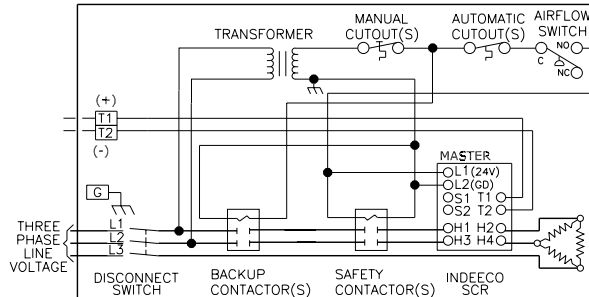 TRANSFORMER
MANUAL
CUTOUT(S)
AUTOMATIC
CUTOUT(S)
AIRFLOW
SWITCH
NO
C
NC
(+)
T1
T2
(-)
G
MASTER
L1(24V)
L2(GD)
S1 T1
S2 T2
H1 H2
H3 H4
THREE
PHASE
LINE
VOLTAGE
L1
L2
L3
DISCONNECT
SWITCH
BACKUP
CONTACTOR(S)
SAFETY
CONTACTOR(S)
INDEECO
SCR